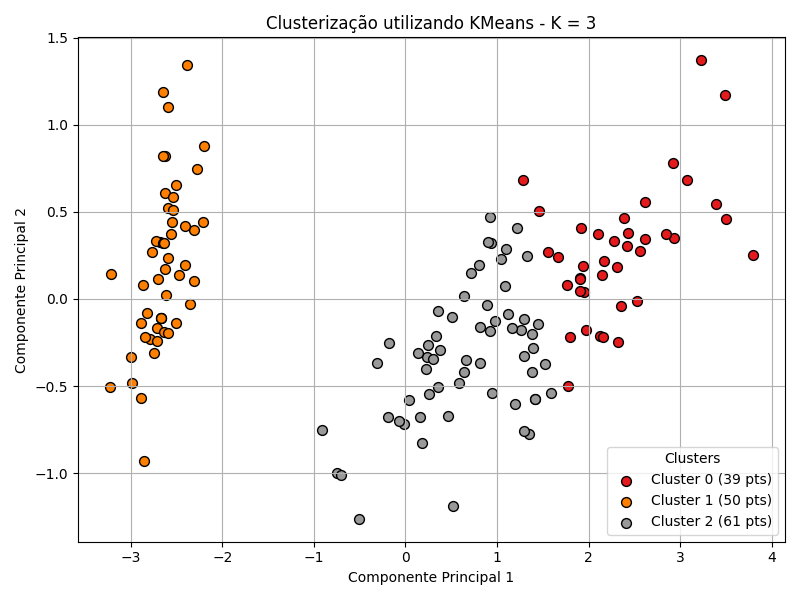 Clusterização utilizando KMeans - K = 3
Componente Principal 2
1.5
1.0
0.5
0.0
−0.5
−1.0
−3
−2
−1
0
1
2
3
4
Componente Principal 1
Clusters
Cluster 0 (39 pts)
Cluster 1 (50 pts)
Cluster 2 (61 pts)